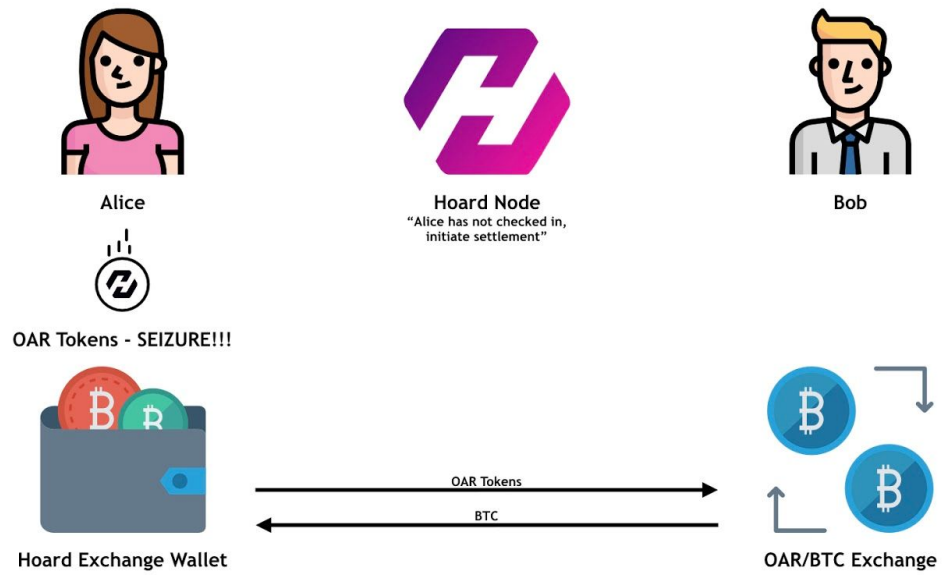 Alice
Hoard Node
"Alice has not checked in,
initiate settlement"
Bob
OAR Tokens - SEIZURE!!!
OAR Tokens
BTC
Hoard Exchange Wallet
OAR/BTC Exchange